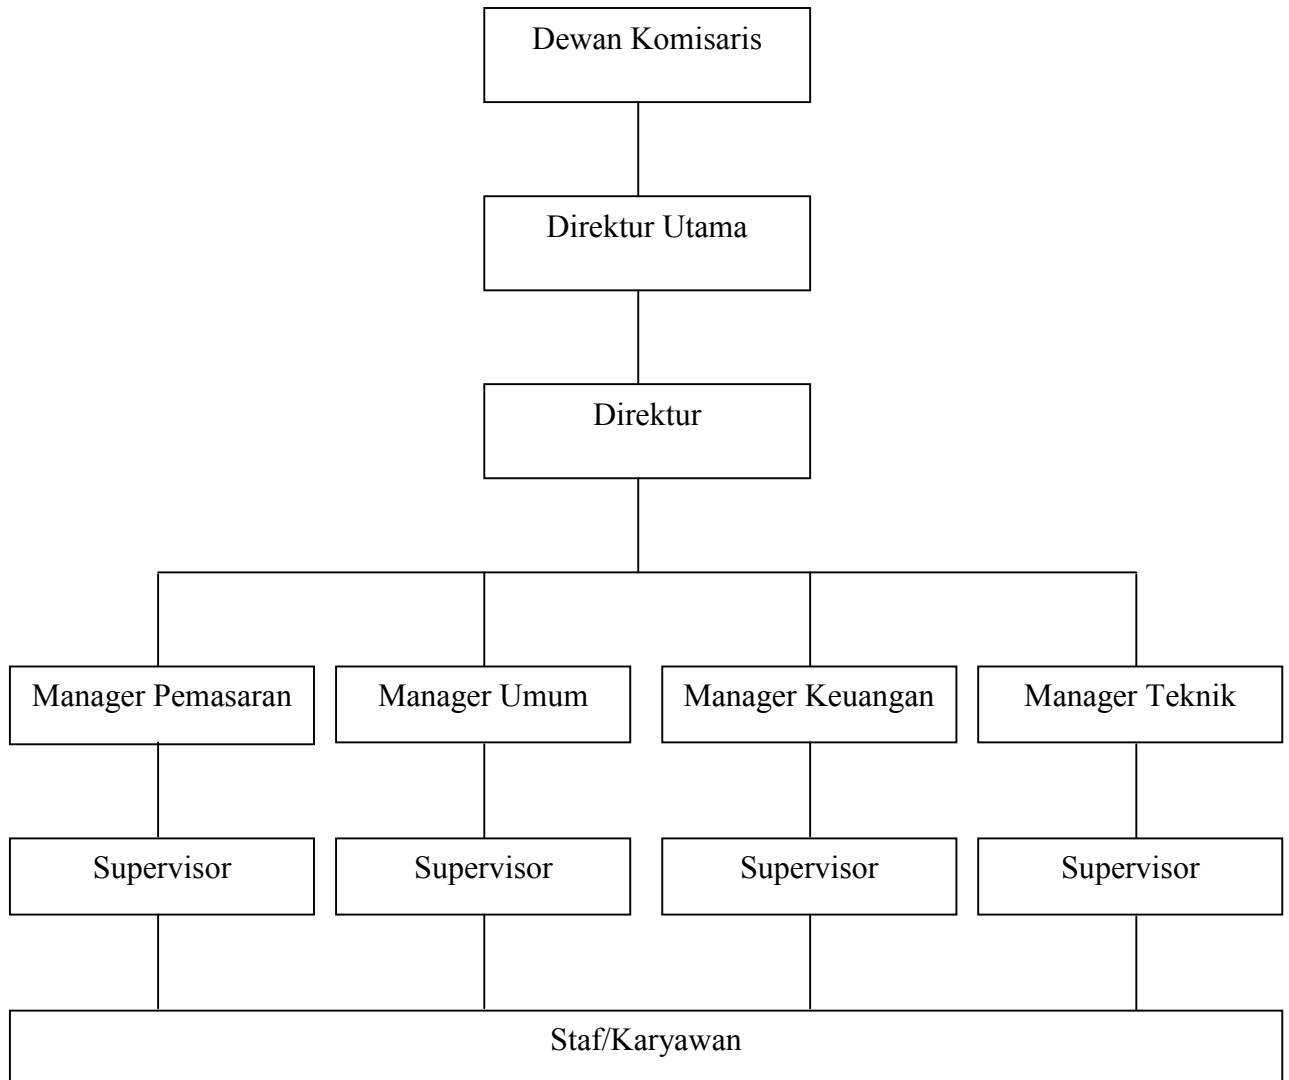 Dewan Komisaris
Direktur Utama
Direktur
Manager Pemasaran
Manager Umum
Manager Keuangan
Manager Teknik
Supervisor
Supervisor
Supervisor
Supervisor
Staf/Karyawan